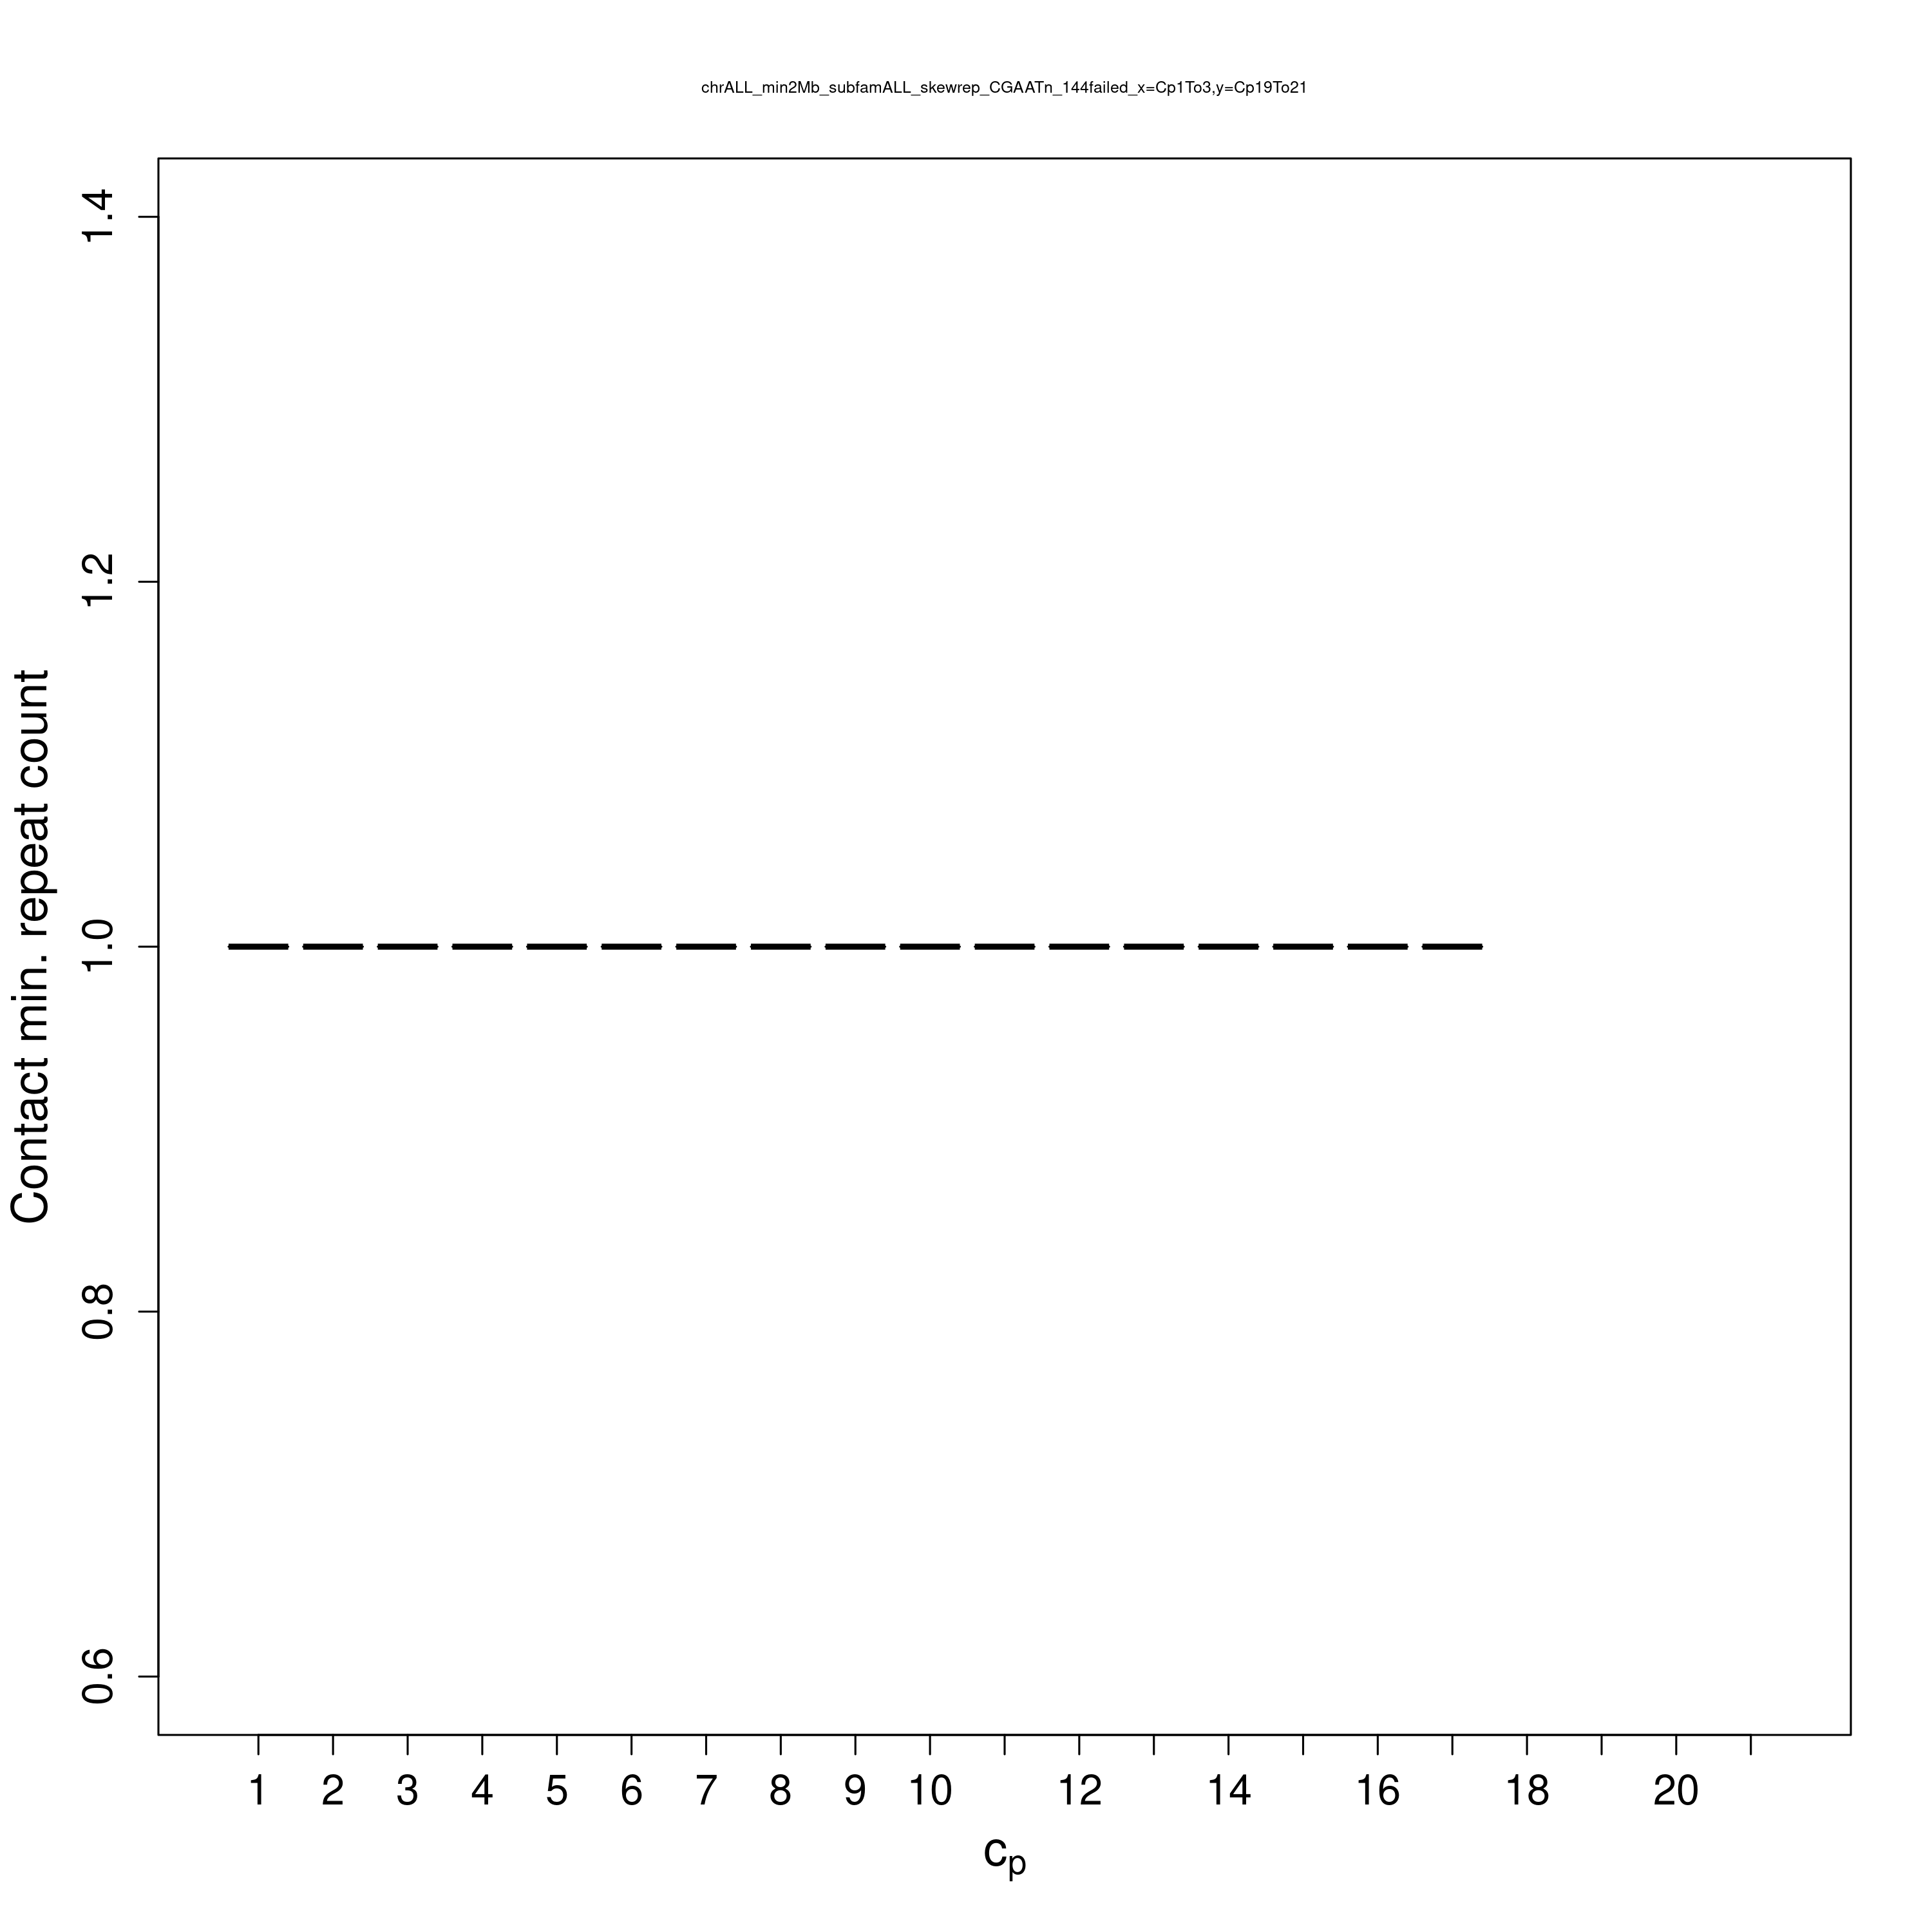 chrALL_min2Mb_subfamALL_skewrep_CGAATn_144failed_x=Cp1To3,y=Cp19To21
Contact min. repeat count
1.4
1.2
1.0
0.8
0.6
1 2 3 4 5 6 7 8 9 10 12 14 16 18 20
cp